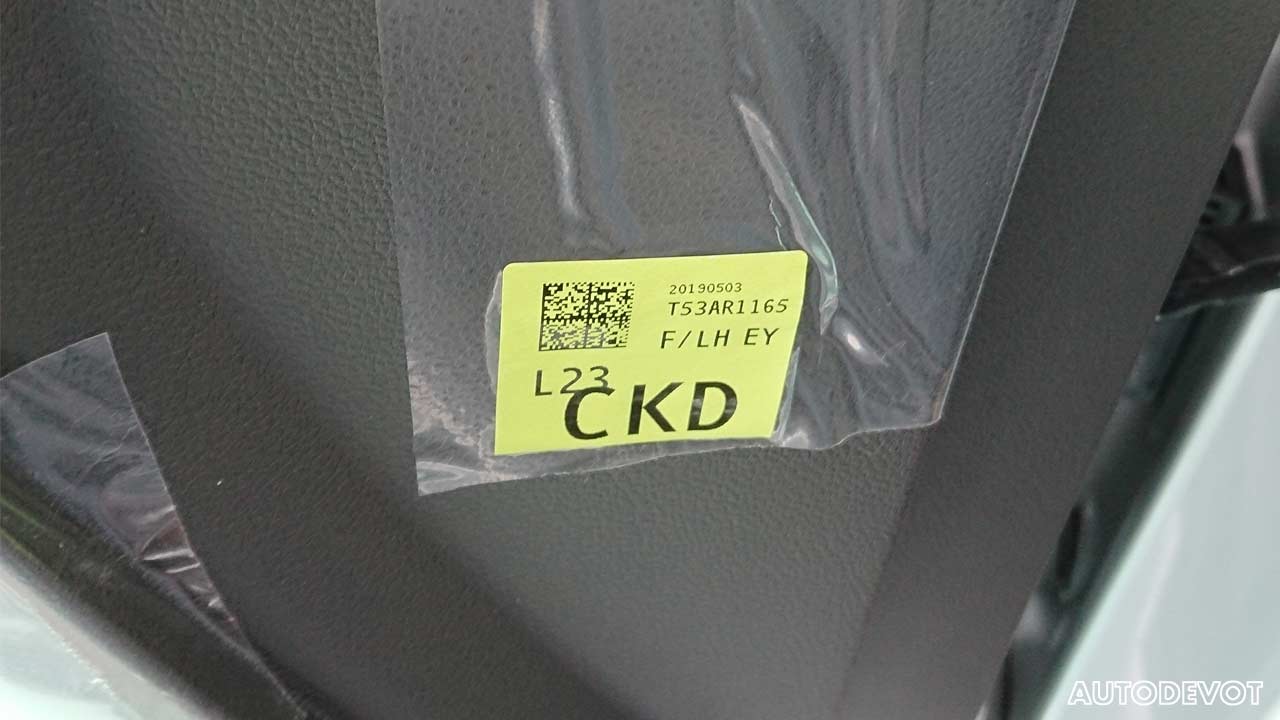 20190503
T53AR1165
F/LH EY
L23
CKD
AUTODEVOT